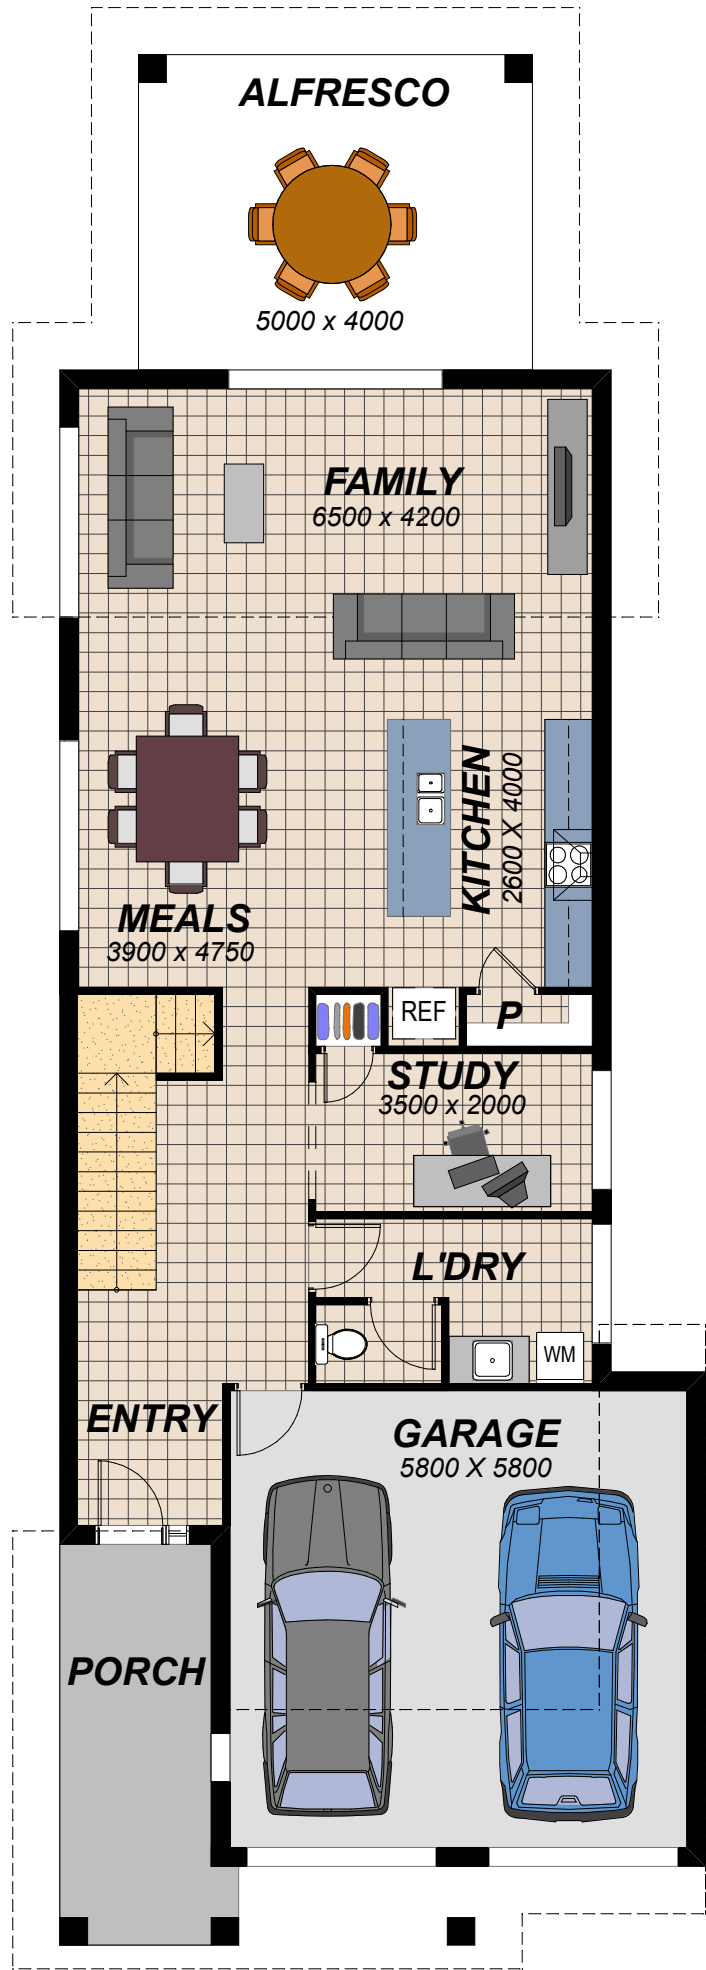 ALFRESCO
5000 x 4000
FAMILY
6500 x 4200
KITCHEN
2600 X 4000
MEALS
3900 x 4750
REF
P
STUDY
3500 x 2000
L'DRY
WM
ENTRY
GARAGE
5800 X 5800
PORCH